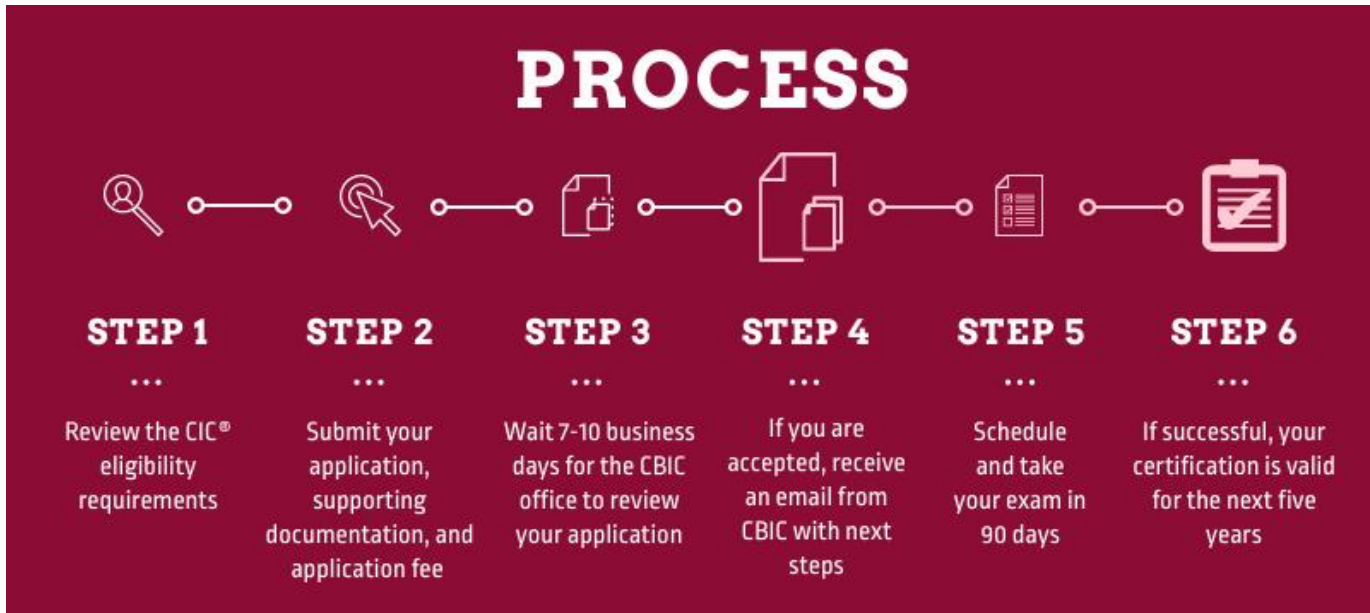 PROCESS
STEP 1
...
Review the CIC®
eligibility
requirements
STEP 2
...
Submit your
application,
supporting
documentation, and
application fee
STEP 3
...
Wait 7-10 business
days for the CBIC
office to review
your application
STEP 4
...
If you are
accepted, receive
an email from
CBIC with next
steps
STEP 5
...
Schedule
and take
your exam in
90 days
STEP 6
...
If successful, your
certification is valid
for the next five
years